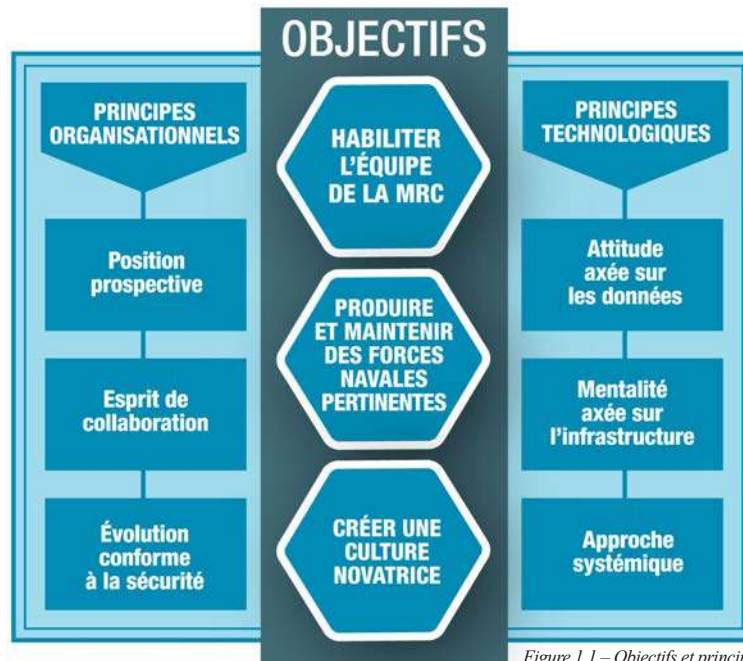 OBJECTIFS
PRINCIPES
ORGANISATIONNELS
Position
prospective
Esprit de
collaboration
Évolution
conforme
à la sécurité
HABILITER
L'ÉQUIPE
DE LA MRC
PRODUIRE
ET MAINTENIR
DES FORCES
NAVALES
PERTINENTES
CRÉER UNE
CULTURE
NOVATRICE
PRINCIPES
TECHNOLOGIQUES
Attitude
axée sur
les données
Mentalité
axée sur
l'infrastructure
Approche
systémique
Figure 1.1 – Objectifs et